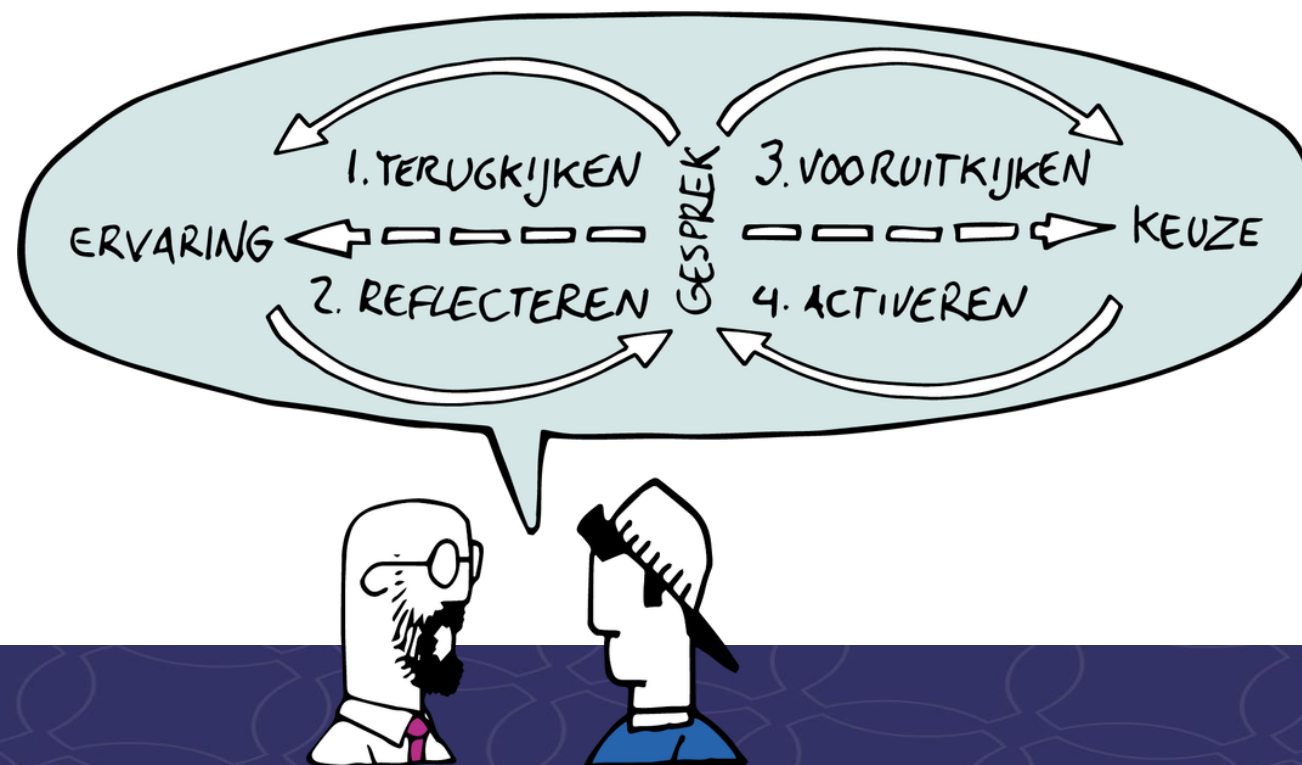 1. TERUGKIJKEN
3. VOORUITKIJKEN
ERVARING
GESPREK
KEUZE
2. REFLECTEREN
4. ACTIVEREN